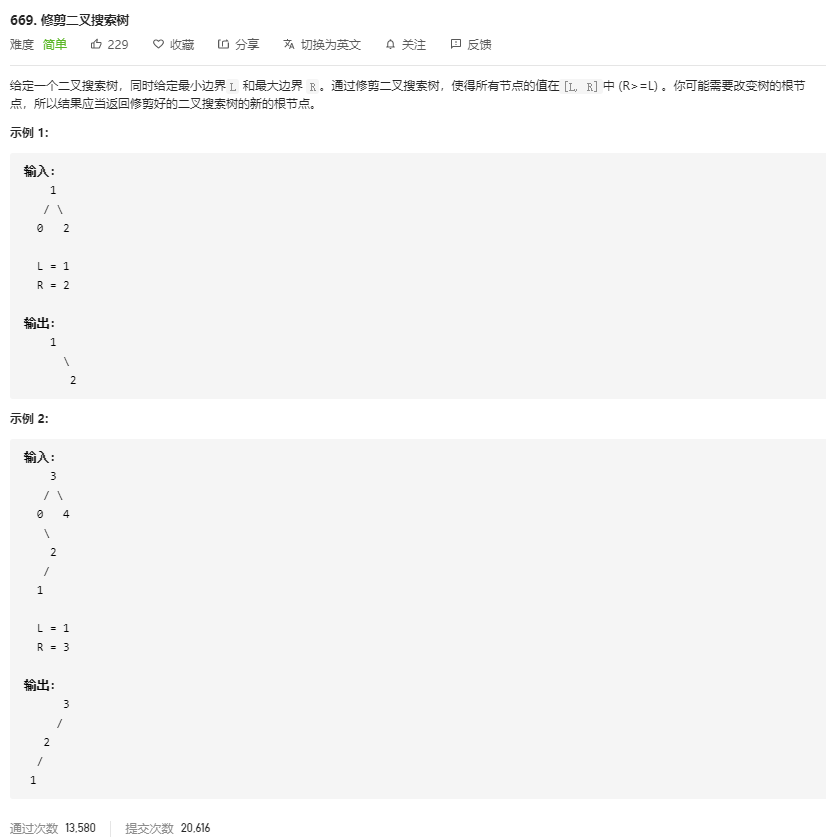 669. 修剪二叉搜索树
难度 简单 229 收藏 分享 切换为英文 关注 反馈
给定一个二叉搜索树，同时给定最小边界 L 和最大边界 R。通过修剪二叉搜索树，使得所有节点的值在 [L, R] 中 (R>=L) 。你可能需要改变树的根节
点，所以结果应当返回修剪好的二叉搜索树的新的根节点。
示例 1:
输入:
1
/ \
0 2
L = 1
R = 2
输出:
1
\
2
示例 2:
输入:
3
/ \
0 4
\
2
/
1
L = 1
R = 3
输出:
3
/
2
/
1
通过次数 13,580 提交次数 20,616